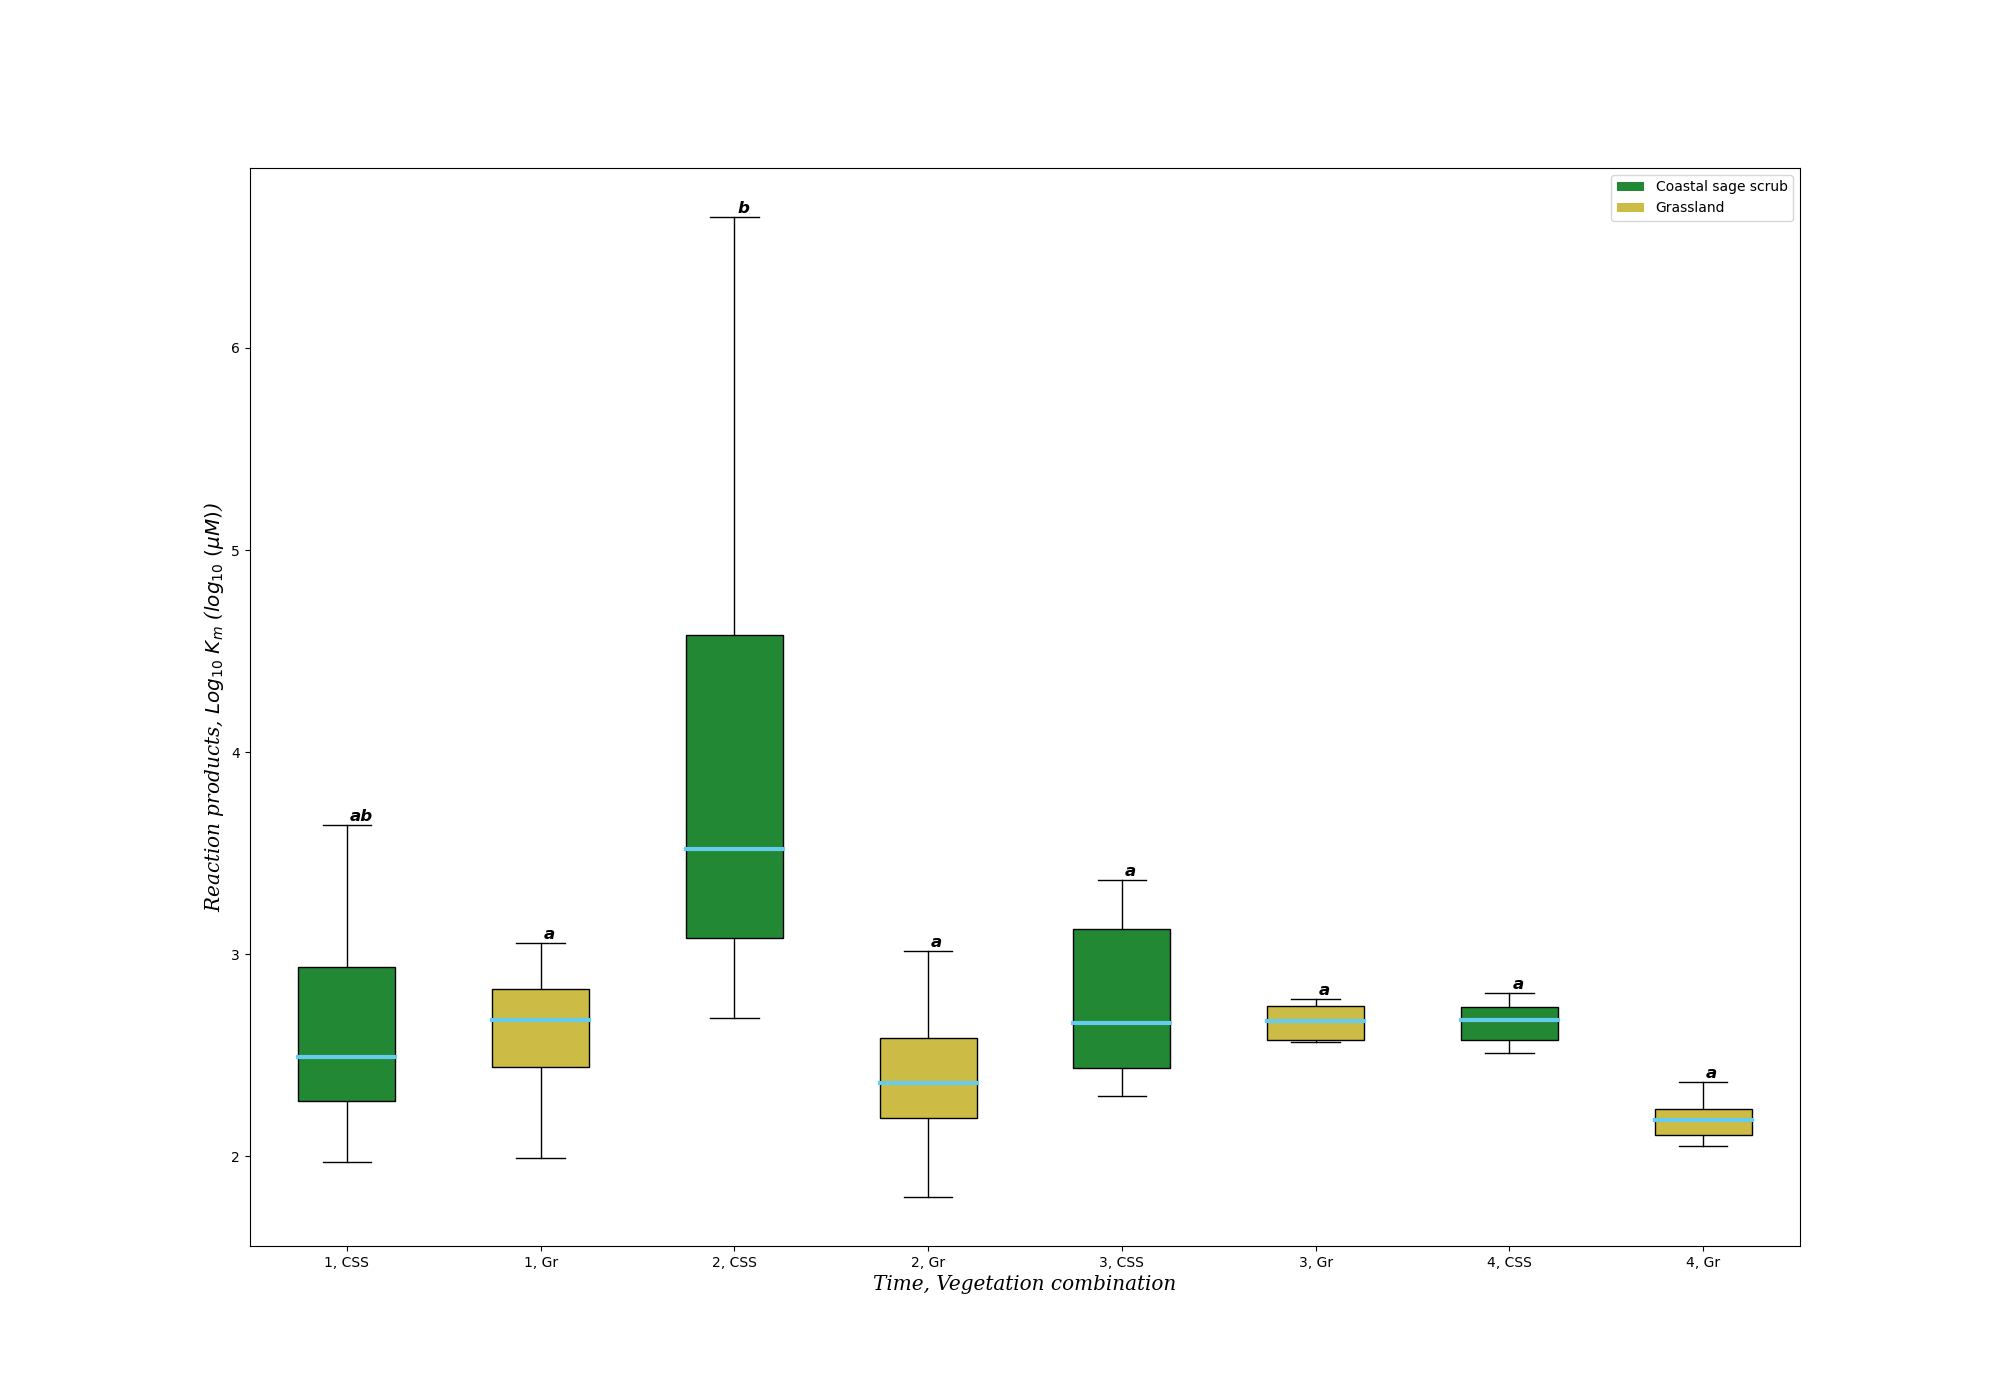 Coastal sage scrub
Grassland
b
ab
a
a
a
a
a
a
6
5
4
3
2
Reaction products, Log₁₀ Kₘ (log₁₀ (μM))
1, CSS
1, Gr
2, CSS
2, Gr
3, CSS
3, Gr
4, CSS
4, Gr
Time, Vegetation combination